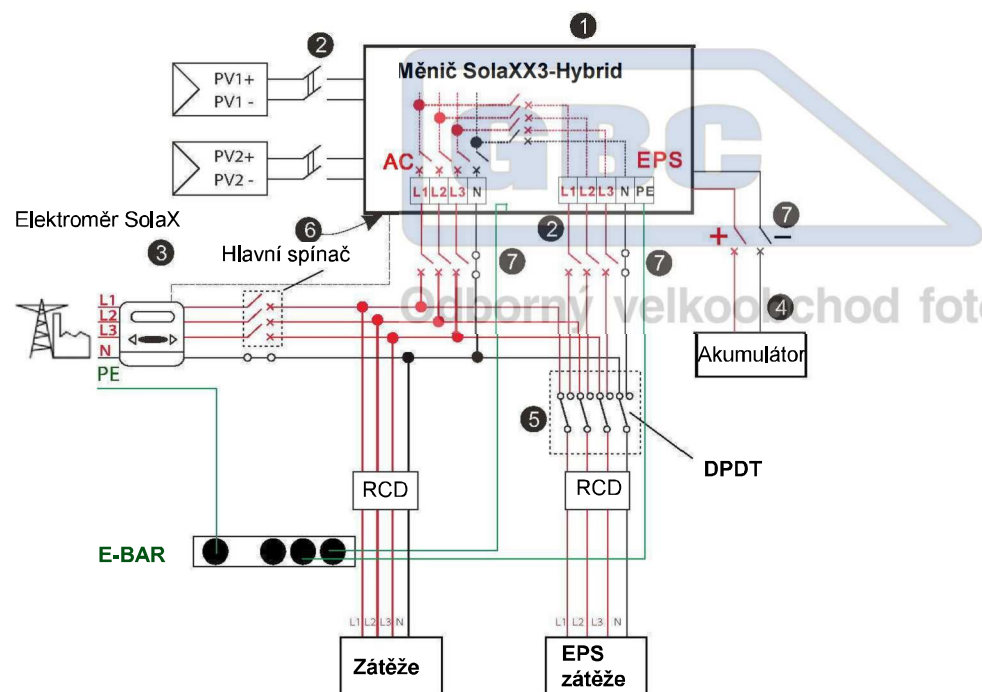 1
2
PV1+
PV1 -
Měnič SolaXX3-Hybrid
GBC
PV2+
PV2 -
AC
EPS
L1 L2 L3 N
L1 L2 L3 N PE
Elektroměr SolaX
3
6
Hlavní spínač
2
7
7
+ –
7
4
L1
L2
L3
N
PE
Odborný velkoobchod foto
Akumulátor
5
DPDT
RCD
RCD
E-BAR
L1 L2 L3 N
L1 L2 L3 N
Zátěže
EPS
zátěže